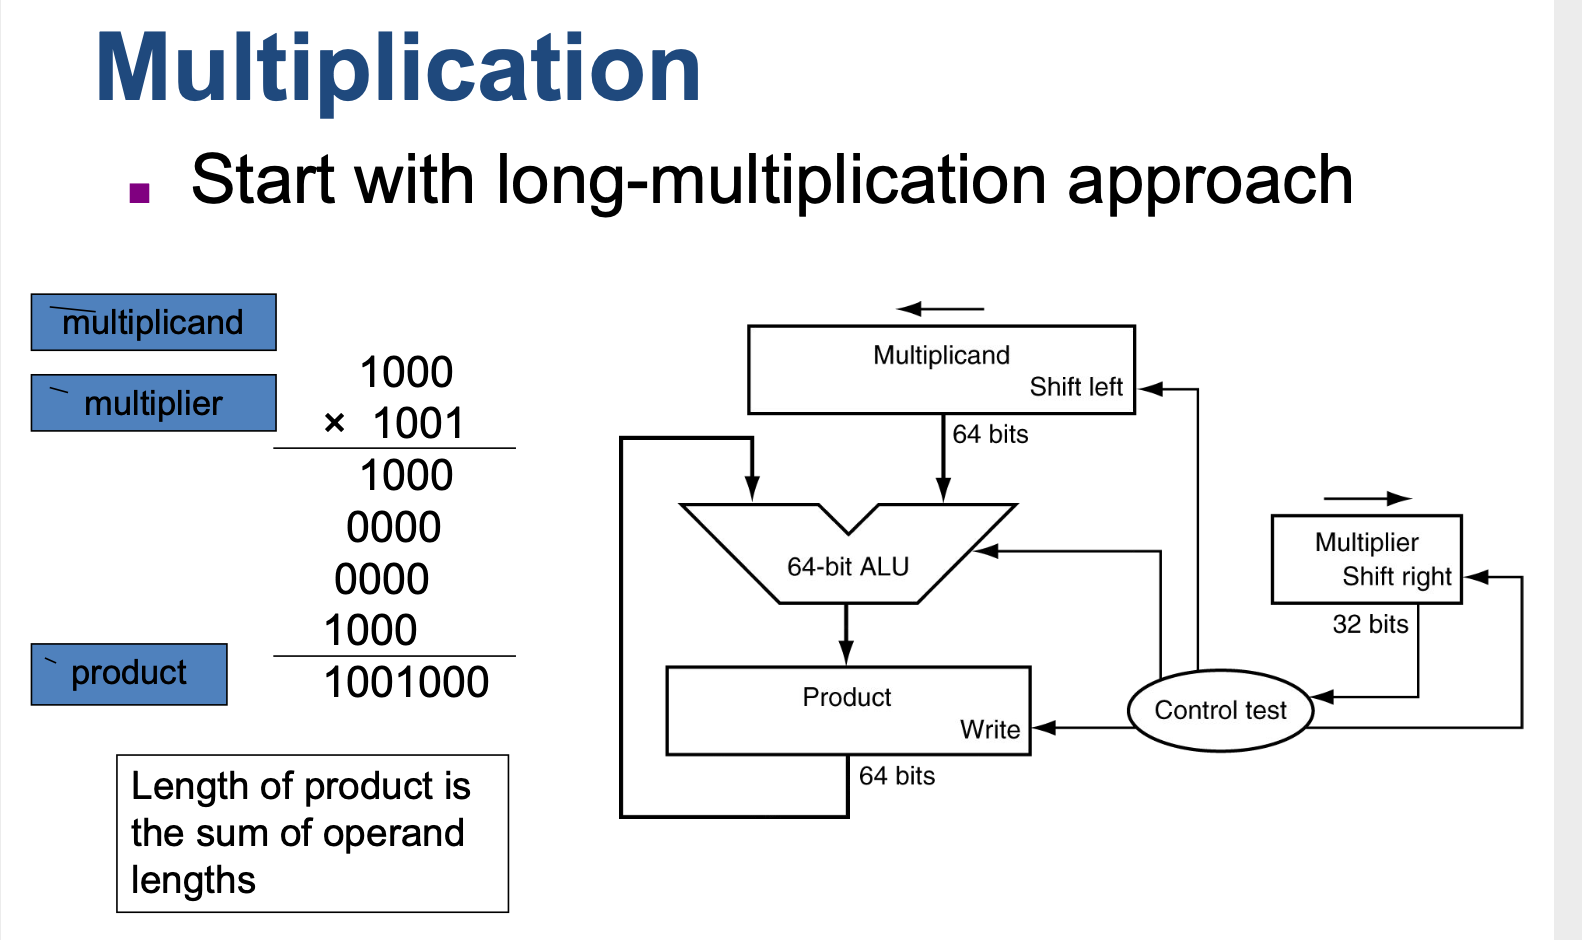 Multiplication
■ Start with long-multiplication approach
multiplicand
multiplier
1000
× 1001
1000
0000
0000
1000
1001000
product
Length of product is
the sum of operand
lengths
Multiplicand
Shift left
64 bits
64-bit ALU
Product
Write
64 bits
Multiplier
Shift right
32 bits
Control test